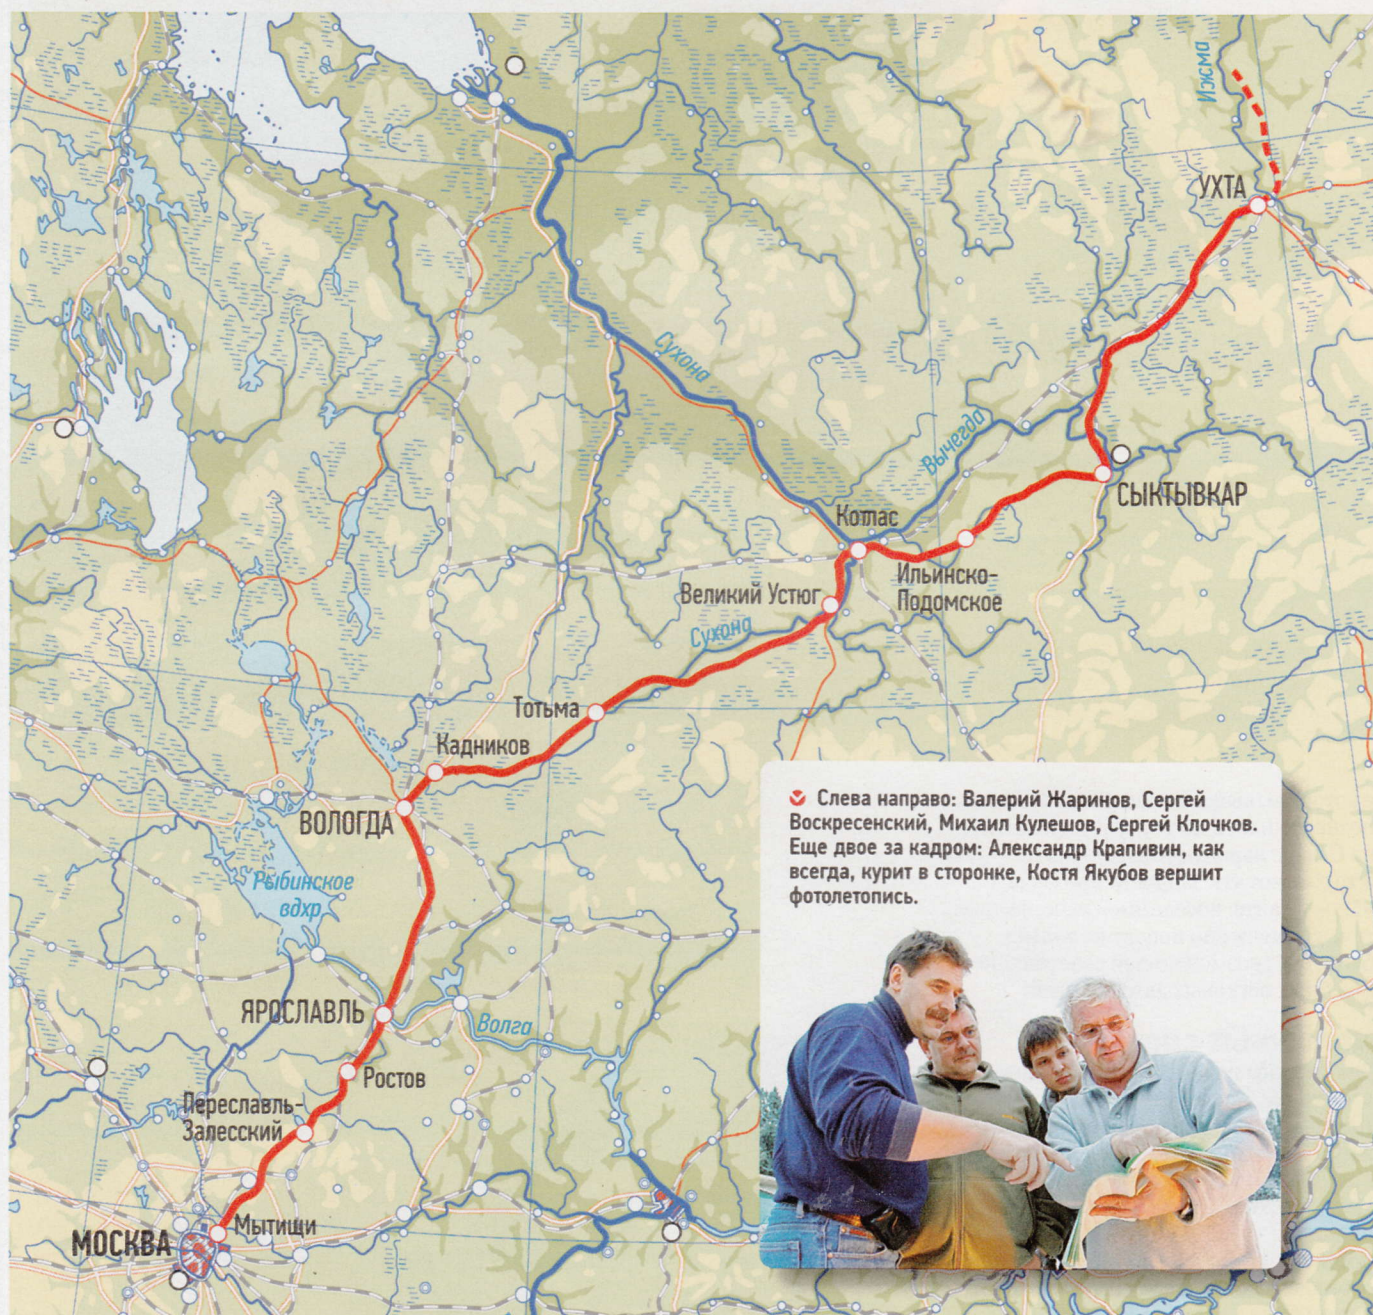 Ижма
УХТА
Сухона
Вычегда
СЫКТЫВКАР
Котлас
Ильинско-
Подомское
Великий Устюг
Сухона
Тотьма
Кадников
ВОЛОГДА
Рыбинское
вдхр
ЯРОСЛАВЛЬ
Волга
Ростов
Переславль-
Залесский
Мытищи
МОСКВА
Слева направо: Валерий Жаринов, Сергей
Воскресенский, Михаил Кулешов, Сергей Клочков.
Еще двое за кадром: Александр Крапивин, как
всегда, курит в сторонке, Костя Якубов вершит
фотолетопись.